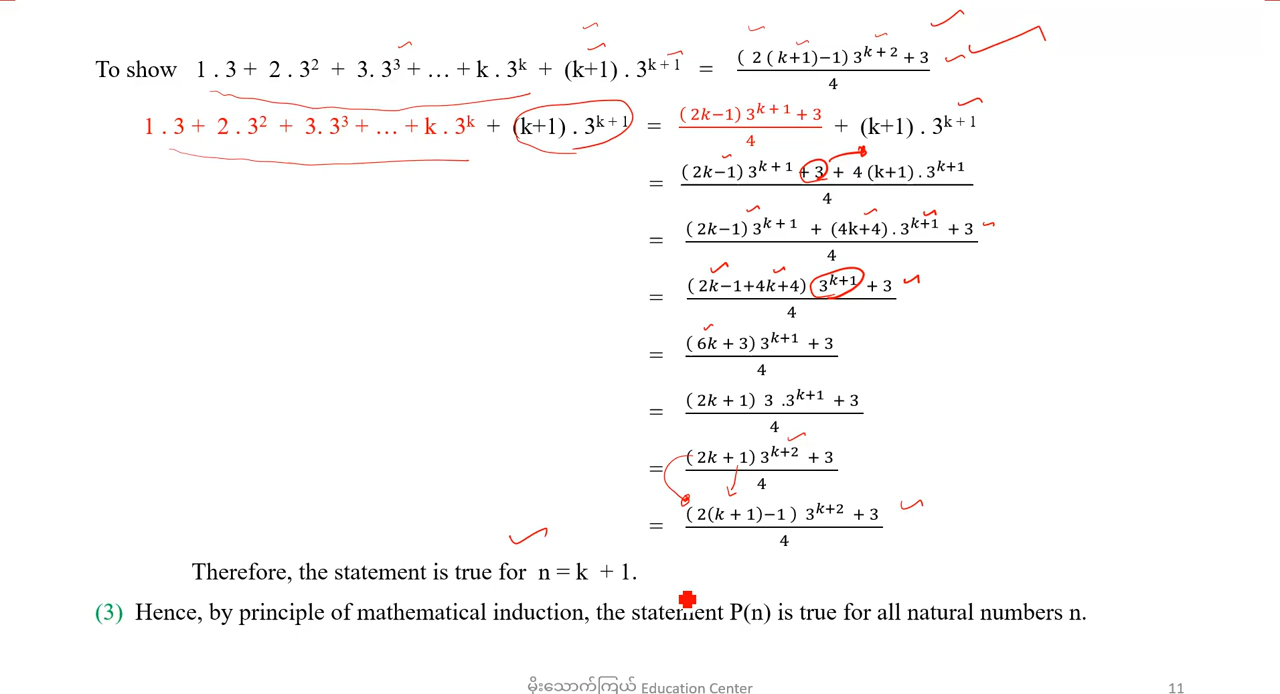 To show 1 . 3 + 2 . 3² + 3. 3³ + … + k . 3ᵏ + (k+1) . 3ᵏ⁺¹ = ( 2 ( k+1)−1) 3ᵏ⁺² + 3 / 4
1 . 3 + 2 . 3² + 3. 3³ + … + k . 3ᵏ + (k+1) . 3ᵏ⁺¹ = (2k−1) 3ᵏ⁺¹ + 3 / 4 + (k+1) . 3ᵏ⁺¹
= ( 2k−1) 3ᵏ⁺¹ + 3 + 4 (k+1) . 3ᵏ⁺¹ / 4
= ( 2k−1) 3ᵏ⁺¹ + (4k+4) . 3ᵏ⁺¹ + 3 / 4
= ( 2k−1+4k+4) 3ᵏ⁺¹ + 3 / 4
= ( 6k + 3) 3ᵏ⁺¹ + 3 / 4
= ( 2k + 1) 3 .3ᵏ⁺¹ + 3 / 4
= ( 2k + 1) 3ᵏ⁺² + 3 / 4
= ( 2(k + 1)−1 ) 3ᵏ⁺² + 3 / 4
Therefore, the statement is true for n = k + 1.
(3) Hence, by principle of mathematical induction, the statement P(n) is true for all natural numbers n.
မိုးသောက်ကြယ် Education Center
11